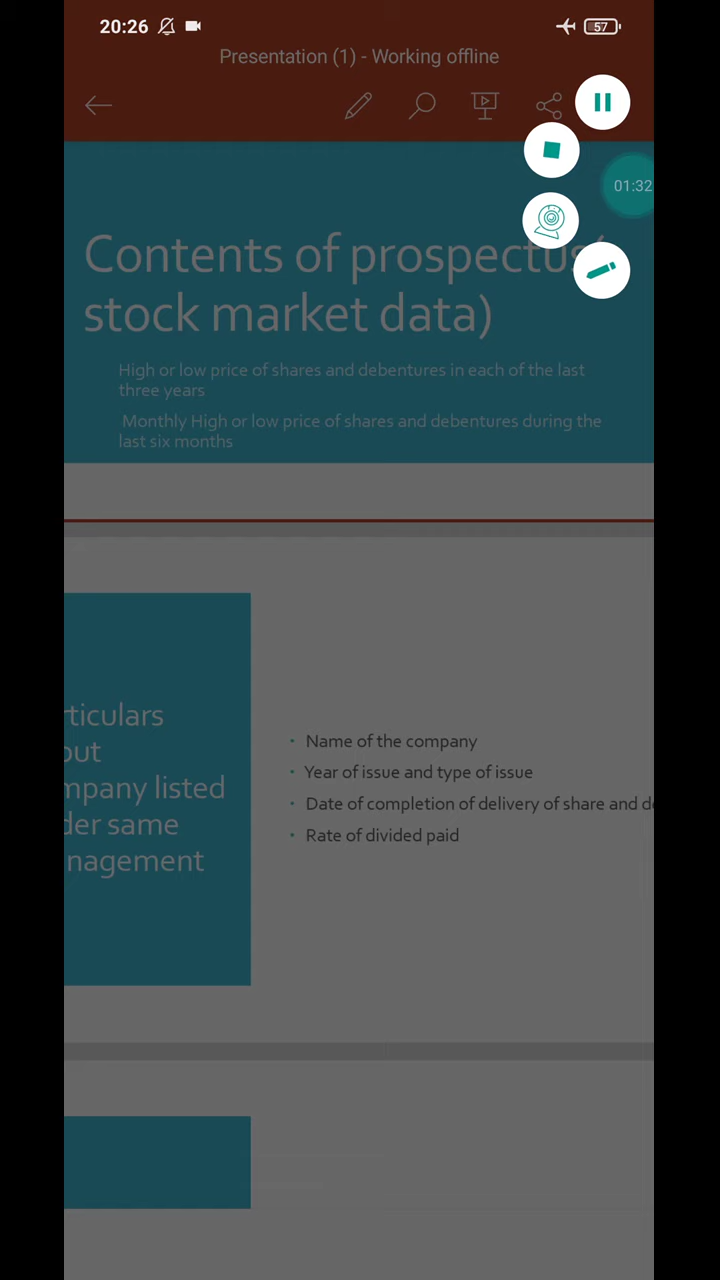 20:26
57
Presentation (1) - Working offline
01:32
Contents of prospectus(
stock market data)
High or low price of shares and debentures in each of the last
three years
Monthly High or low price of shares and debentures during the
last six months
rticulars
out
mpany listed
der same
nagement
• Name of the company
• Year of issue and type of issue
• Date of completion of delivery of share and de
• Rate of divided paid